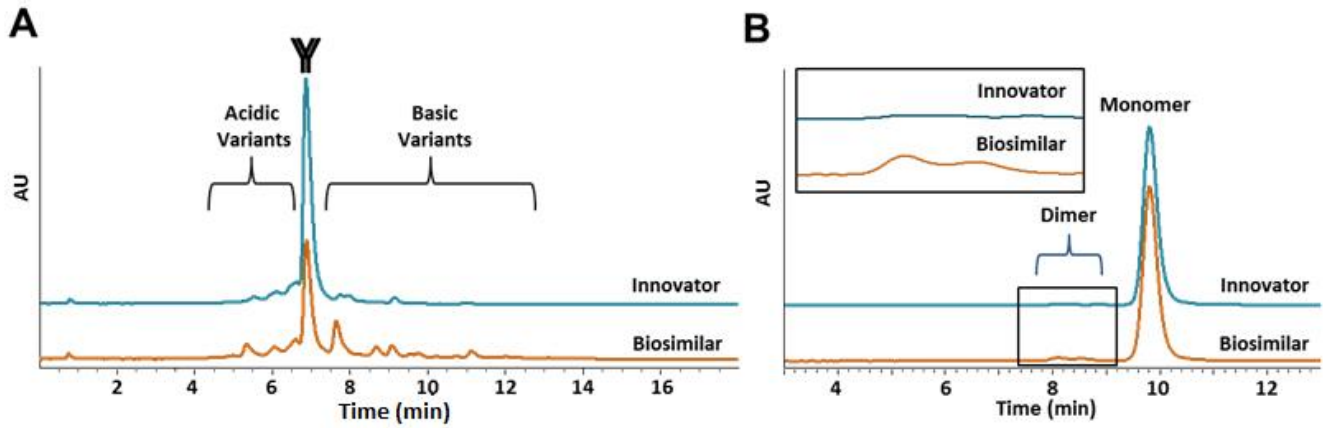 A
Y
Acidic
Variants
Basic
Variants
AU
Innovator
Biosimilar
2 4 6 8 10 12 14 16
Time (min)
B
Innovator
Biosimilar
Monomer
AU
Dimer
Innovator
Biosimilar
4 6 8 10 12
Time (min)